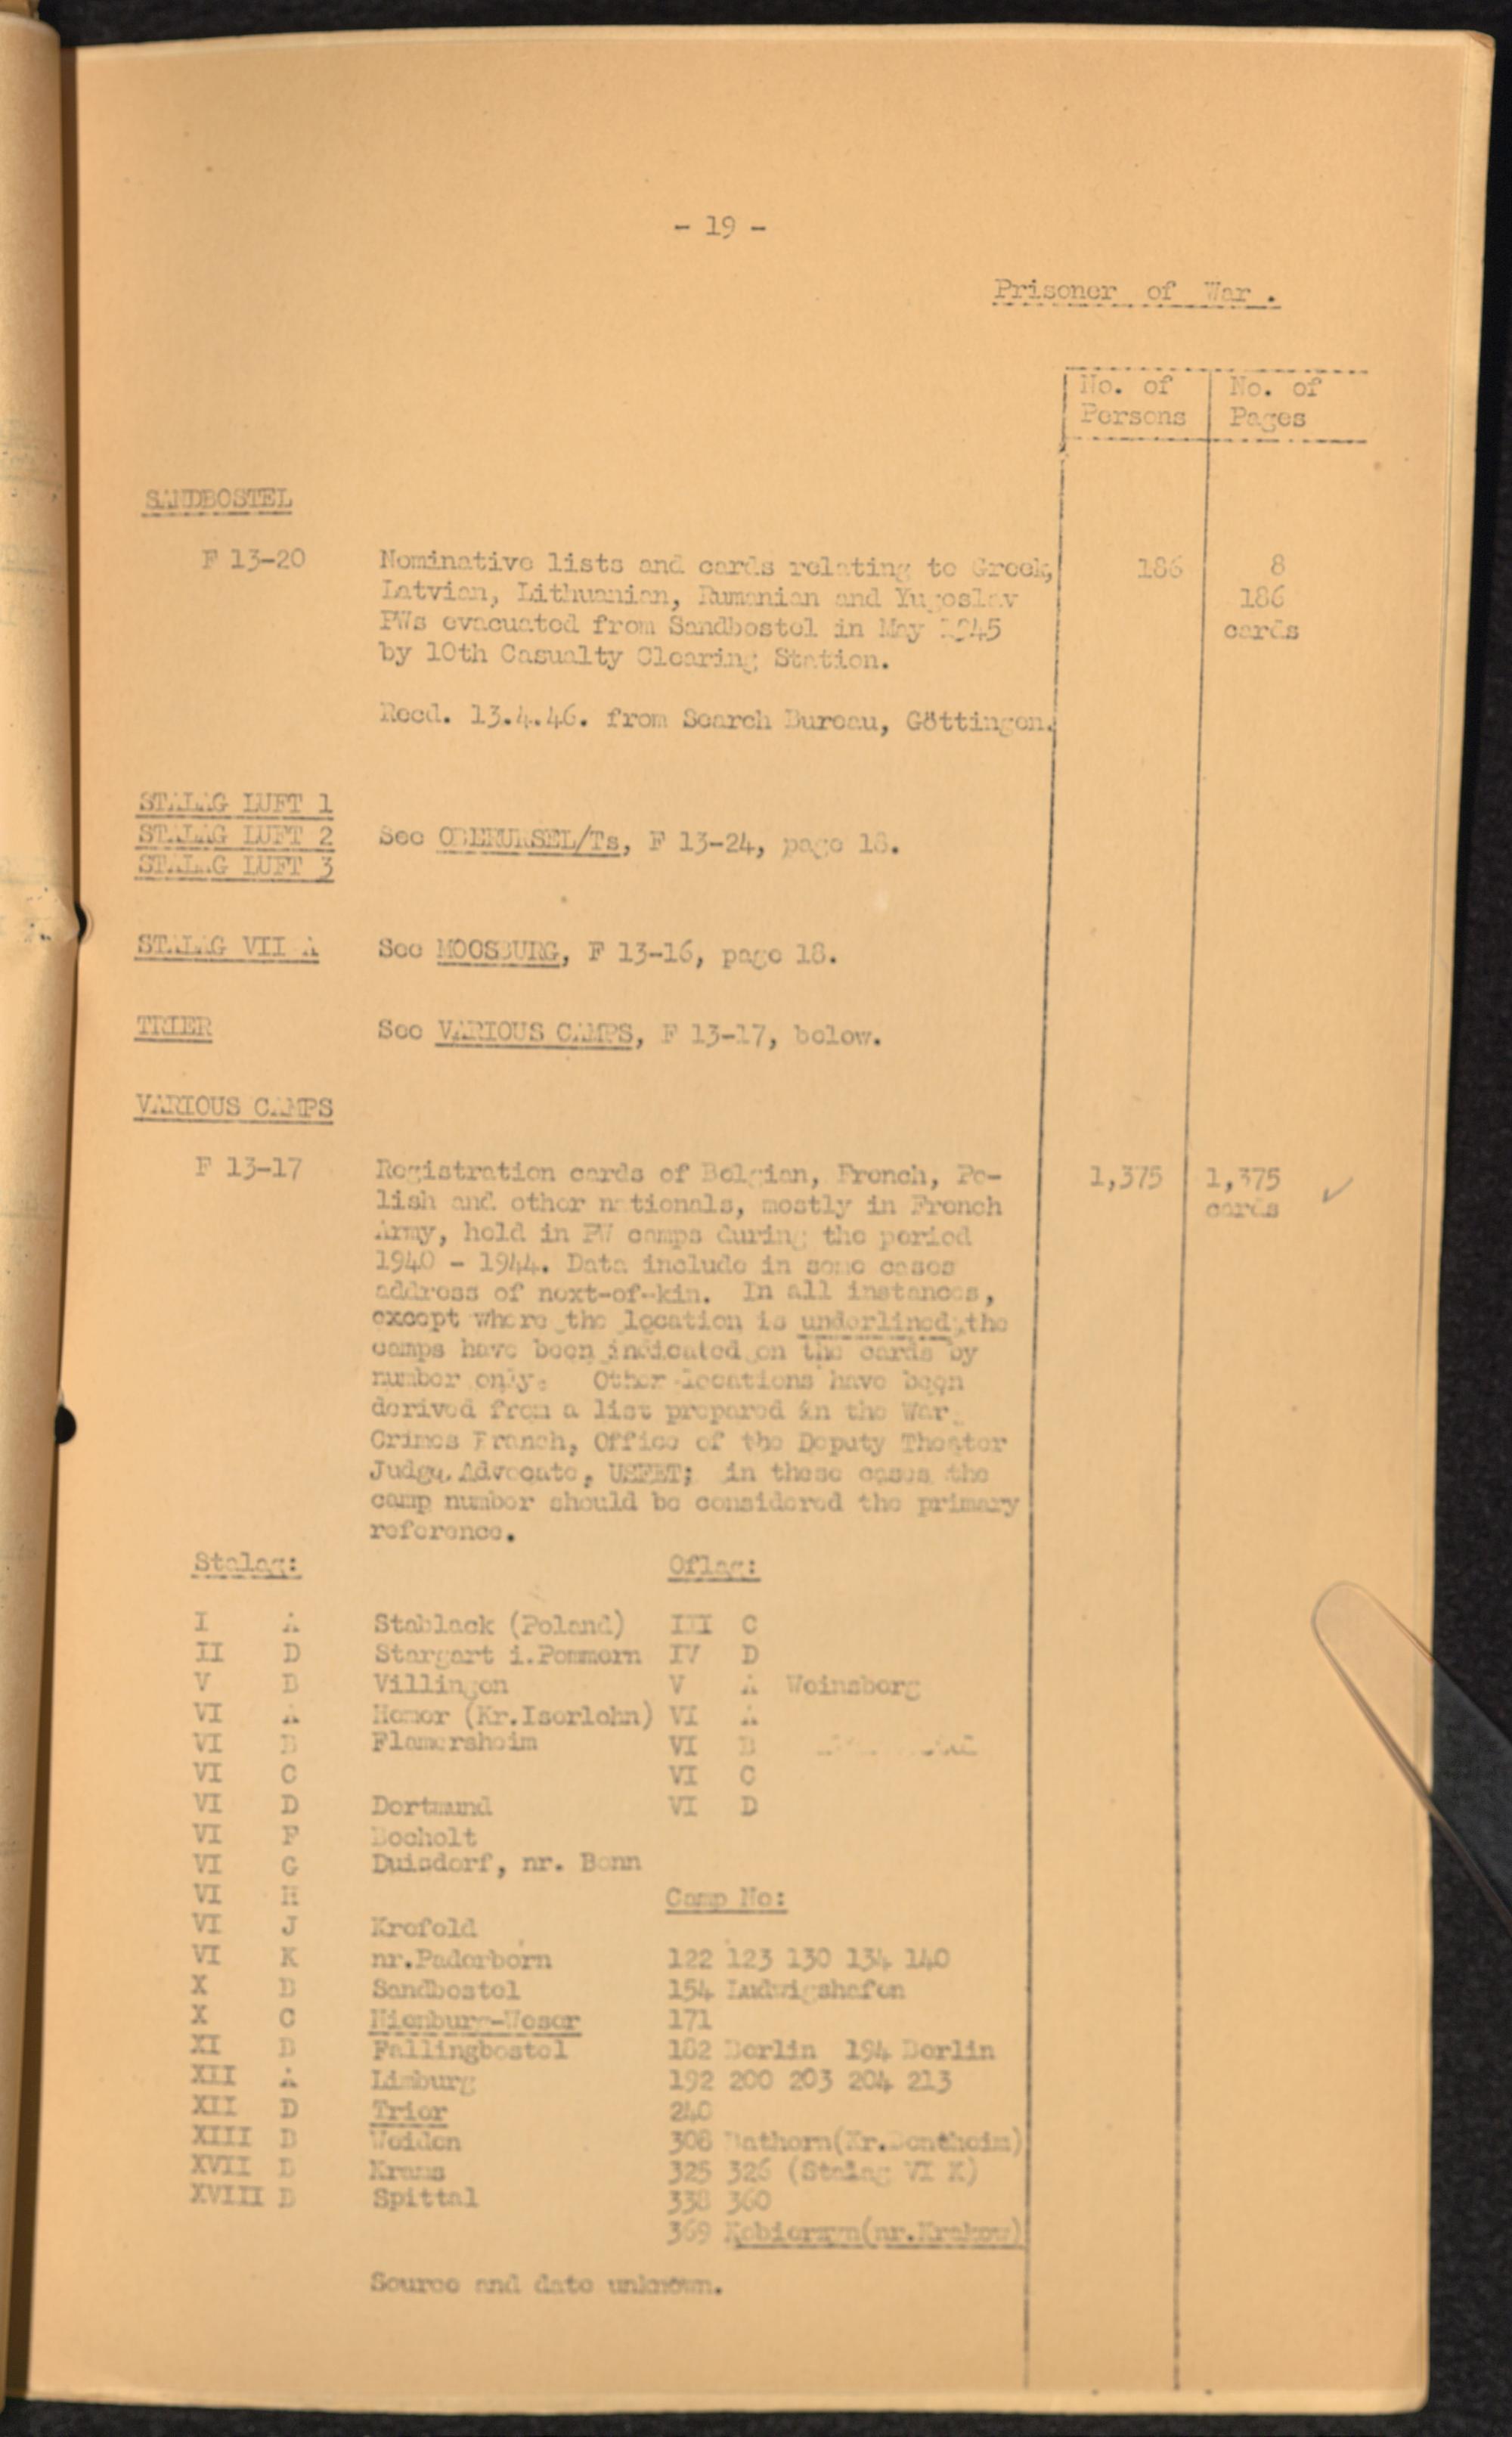 - 19 -
Prisoner of War.
No. of Persons
No. of Pages
SANDBOSTEL
F 13-20 Nominative lists and cards relating to Greek, 186 8
Latvian, Lithuanian, Rumanian and Yugoslav 186
PWs evacuated from Sandbostel in May 1945 cards
by 10th Casualty Clearing Station.
Recd. 13.4.46. from Search Bureau, Göttingen.
STALAG LUFT 1
STALAG LUFT 2 See OBERURSEL/Ts, F 13-24, page 18.
STALAG LUFT 3
STALAG VII A See MOOSBURG, F 13-16, page 18.
TRIER See VARIOUS CAMPS, F 13-17, below.
VARIOUS CAMPS
F 13-17 Registration cards of Belgian, French, Po- 1,375 1,375
lish and other nationals, mostly in French cards
Army, held in PW camps during the period
1940 - 1944. Data include in some cases
address of next-of-kin. In all instances,
except where the location is underlined, the
camps have been indicated on the cards by
number only. Other locations have been
derived from a list prepared in the War
Crimes Branch, Office of the Deputy Theater
Judge Advocate, USFET; in these cases the
camp number should be considered the primary
reference.
Stalag: Oflag:
I A Stablack (Poland) III C
II D Stargart i.Pommern IV D
V B Villingen V A Weinsberg
VI A Hemer (Kr.Iserlohn) VI A
VI B Flamersheim VI B
VI C VI C
VI D Dortmund VI D
VI F Bocholt
VI G Duisdorf, nr. Bonn
VI H Camp No:
VI J Krefeld
VI K nr.Paderborn 122 123 130 134 140
X B Sandbostel 154 Ludwigshafen
X C Nienburg-Weser 171
XI B Fallingbostel 182 Berlin 194 Berlin
XII A Limburg 192 200 203 204 213
XII D Trier 240
XIII B Weiden 308 Bathorn(Kr.Bentheim)
XVII B Krems 325 326 (Stalag VI K)
XVIII B Spittal 338 360
369 Kobierzyn(nr.Krakow)
Source and date unknown.